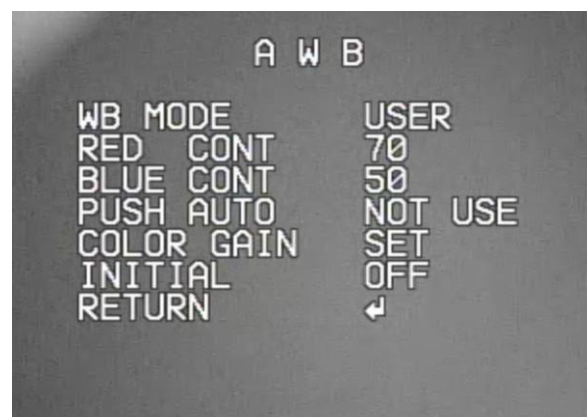 A W B
WB MODE USER
RED CONT 70
BLUE CONT 50
PUSH AUTO NOT USE
COLOR GAIN SET
INITIAL OFF
RETURN ↲